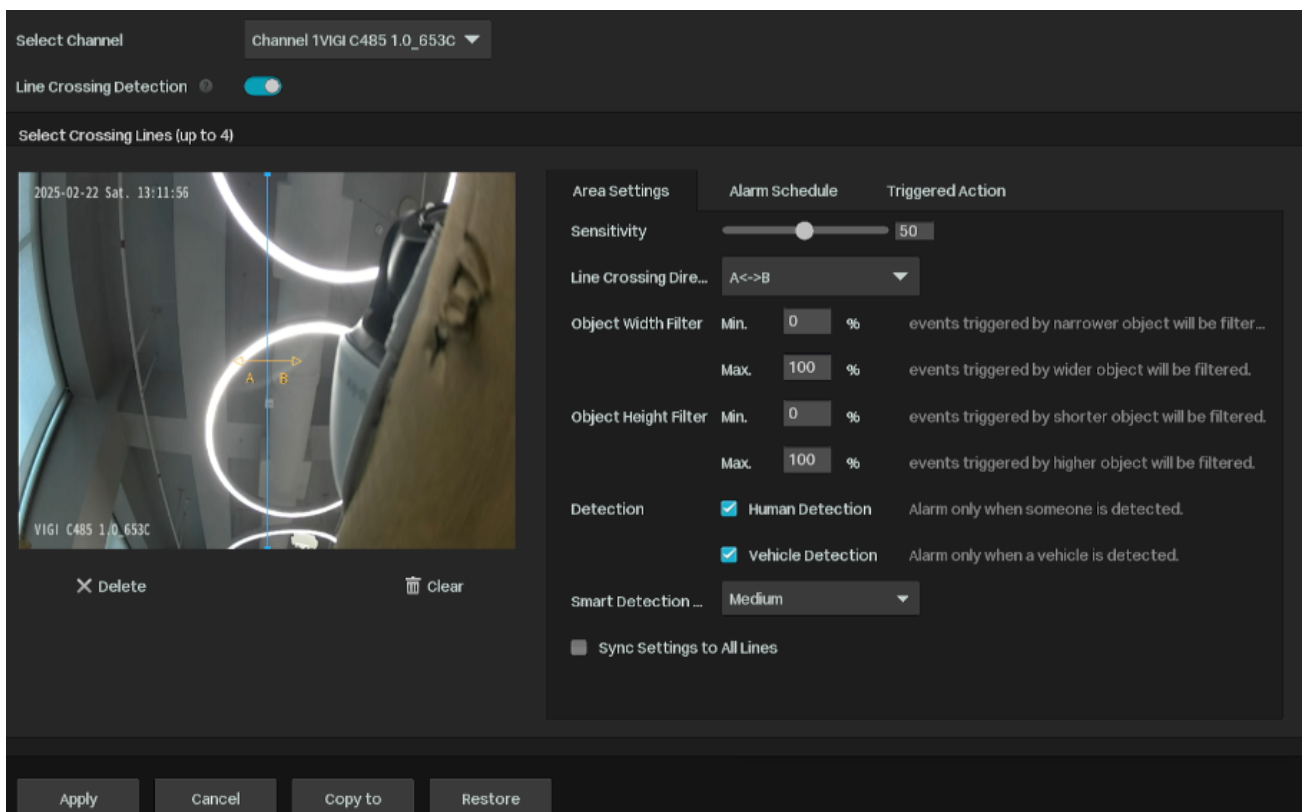 Select Channel Channel 1VIGI C485 1.0_653C
Line Crossing Detection
Select Crossing Lines (up to 4)
2025-02-22 Sat. 13:11:56
A B
VIGI C485 1.0_653C
Delete Clear
Area Settings Alarm Schedule Triggered Action
Sensitivity 50
Line Crossing Dire... A<->B
Object Width Filter Min. 0 % events triggered by narrower object will be filter...
Max. 100 % events triggered by wider object will be filtered.
Object Height Filter Min. 0 % events triggered by shorter object will be filtered.
Max. 100 % events triggered by higher object will be filtered.
Detection Human Detection Alarm only when someone is detected.
Vehicle Detection Alarm only when a vehicle is detected.
Smart Detection ... Medium
Sync Settings to All Lines
Apply Cancel Copy to Restore